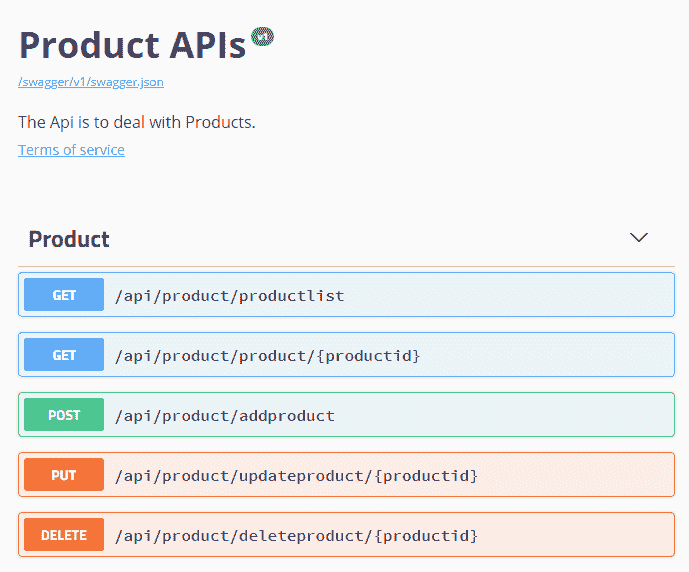 Product APIs
/swagger/v1/swagger.json
The Api is to deal with Products.
Terms of service
Product
GET /api/product/productlist
GET /api/product/product/{productid}
POST /api/product/addproduct
PUT /api/product/updateproduct/{productid}
DELETE /api/product/deleteproduct/{productid}